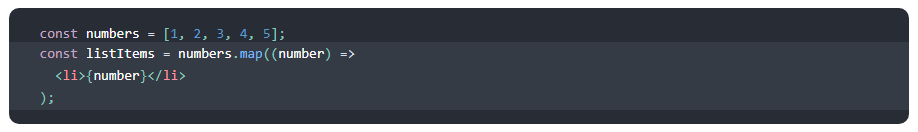 const numbers = [1, 2, 3, 4, 5];
const listItems = numbers.map((number) =>
  <li>{number}</li>
);